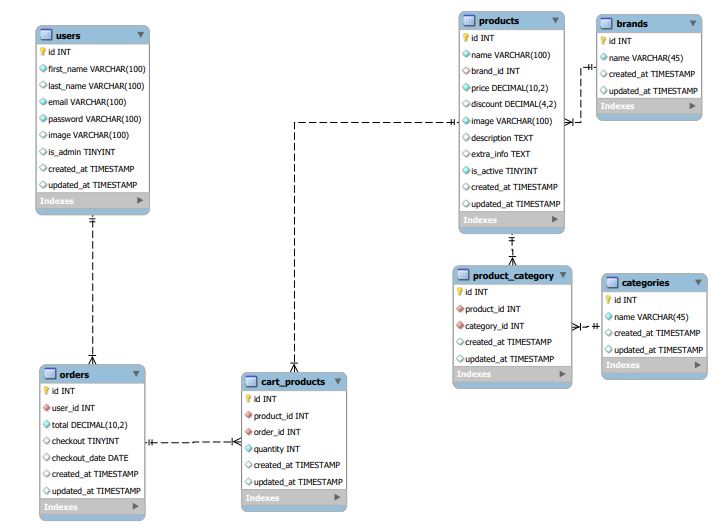 users
id INT
first_name VARCHAR(100)
last_name VARCHAR(100)
email VARCHAR(100)
password VARCHAR(100)
image VARCHAR(100)
is_admin TINYINT
created_at TIMESTAMP
updated_at TIMESTAMP
Indexes
products
id INT
name VARCHAR(100)
brand_id INT
price DECIMAL(10,2)
discount DECIMAL(4,2)
image VARCHAR(100)
description TEXT
extra_info TEXT
is_active TINYINT
created_at TIMESTAMP
updated_at TIMESTAMP
Indexes
brands
id INT
name VARCHAR(45)
created_at TIMESTAMP
updated_at TIMESTAMP
Indexes
product_category
id INT
product_id INT
category_id INT
created_at TIMESTAMP
updated_at TIMESTAMP
Indexes
categories
id INT
name VARCHAR(45)
created_at TIMESTAMP
updated_at TIMESTAMP
Indexes
orders
id INT
user_id INT
total DECIMAL(10,2)
checkout TINYINT
checkout_date DATE
created_at TIMESTAMP
updated_at TIMESTAMP
Indexes
cart_products
id INT
product_id INT
order_id INT
quantity INT
created_at TIMESTAMP
updated_at TIMESTAMP
Indexes